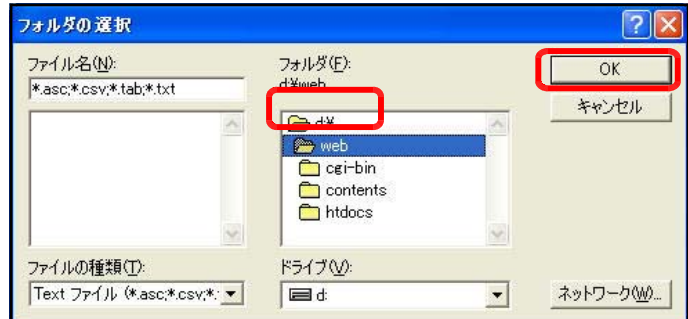 フォルダの選択
ファイル名(N):
*.asc;*.csv;*.tab;*.txt
フォルダ(F):
d:¥web
d:¥
web
cgi-bin
contents
htdocs
OK
キャンセル
ファイルの種類(T):
Text ファイル (*.asc;*.csv;*.
ドライブ(V):
d:
ネットワーク(W)...